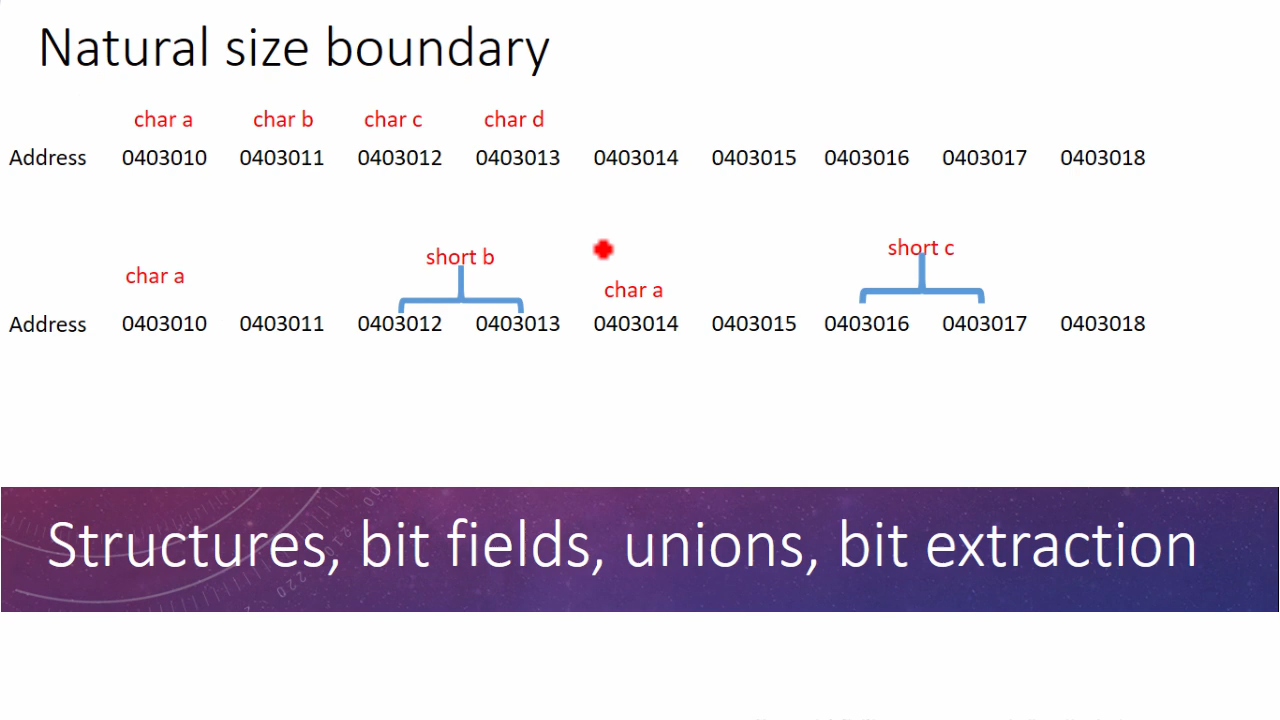 Natural size boundary
char a char b char c char d
Address 0403010 0403011 0403012 0403013 0403014 0403015 0403016 0403017 0403018
char a short b char a short c
Address 0403010 0403011 0403012 0403013 0403014 0403015 0403016 0403017 0403018
Structures, bit fields, unions, bit extraction